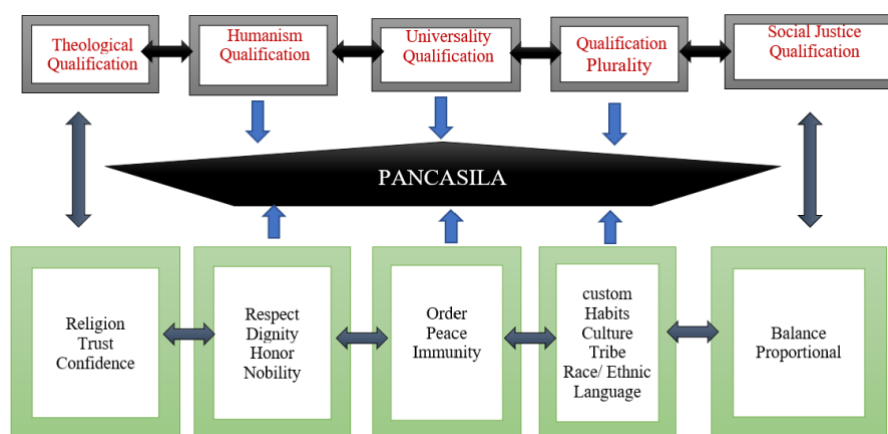 Theological
Qualification
Humanism
Qualification
Universality
Qualification
Qualification
Plurality
Social Justice
Qualification
PANCASILA
Religion
Trust
Confidence
Respect
Dignity
Honor
Nobility
Order
Peace
Immunity
custom
Habits
Culture
Tribe
Race/ Ethnic
Language
Balance
Proportional